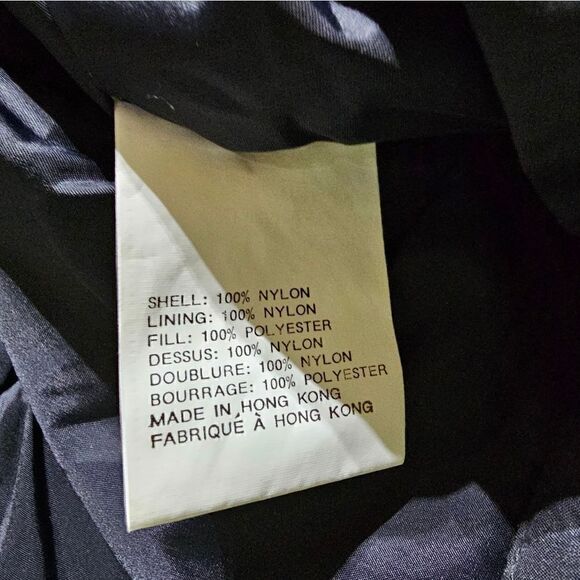 SHELL: 100% NYLON
LINING: 100% NYLON
FILL: 100% POLYESTER
DESSUS: 100% NYLON
DOUBLURE: 100% NYLON
BOURRAGE: 100% POLYESTER
MADE IN HONG KONG
FABRIQUE À HONG KONG